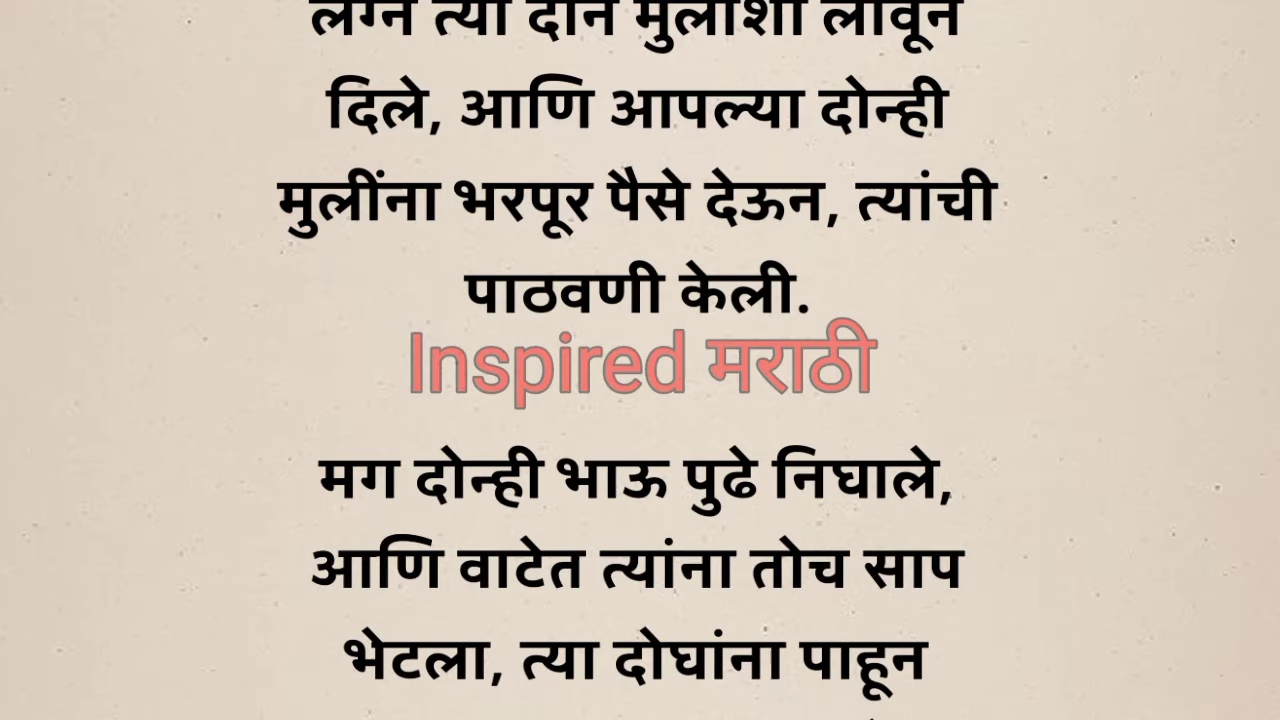 लग्न त्या दोन मुलांशी लावून
दिले, आणि आपल्या दोन्ही
मुलींना भरपूर पैसे देऊन, त्यांची
पाठवणी केली.
Inspired मराठी
मग दोन्ही भाऊ पुढे निघाले,
आणि वाटेत त्यांना तोच साप
भेटला, त्या दोघांना पाहून